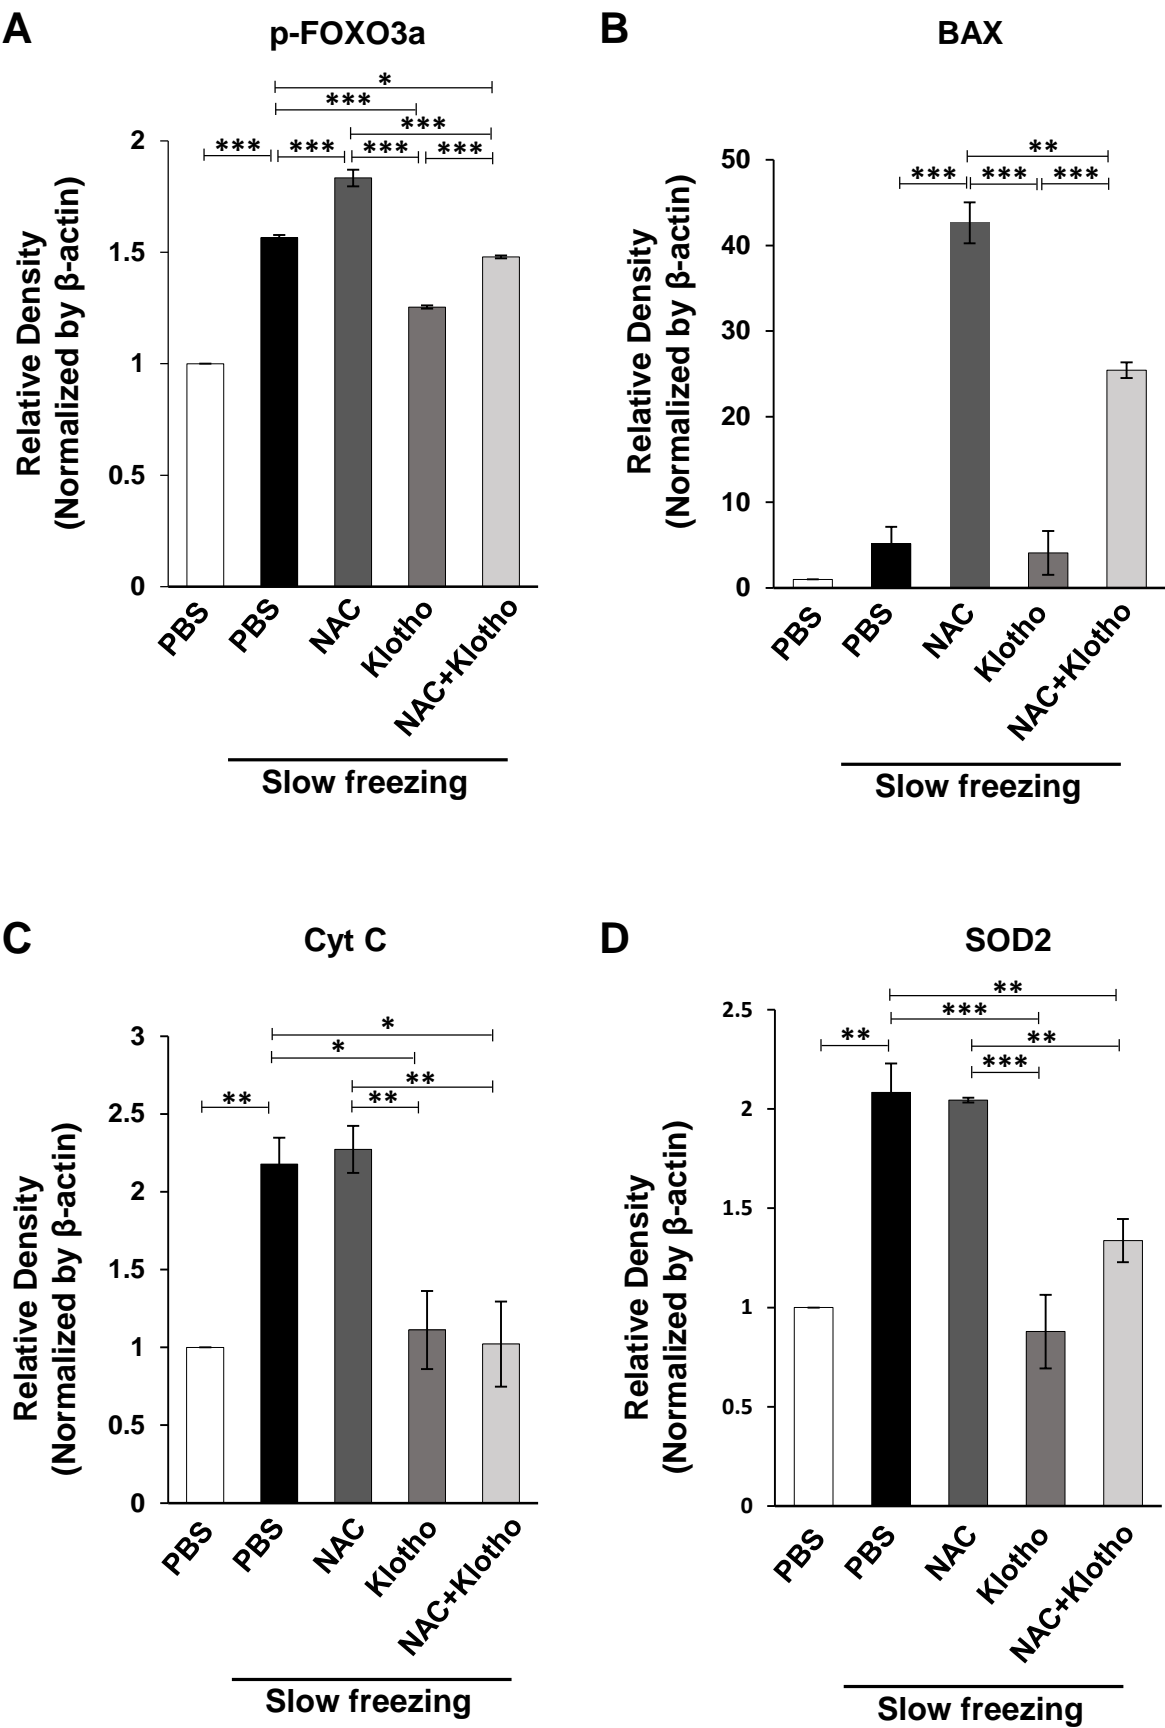 A
p-FOXO3a
*
***
***
*** *** *** ***
2
1.5
1
0.5
0
Relative Density
(Normalized by β-actin)
PBS
PBS
NAC
Klotho
NAC+Klotho
Slow freezing
B
BAX
**
*** *** ***
50
40
30
20
10
0
Relative Density
(Normalized by β-actin)
PBS
PBS
NAC
Klotho
NAC+Klotho
Slow freezing
C
Cyt C
*
*
**
** **
3
2.5
2
1.5
1
0.5
0
Relative Density
(Normalized by β-actin)
PBS
PBS
NAC
Klotho
NAC+Klotho
Slow freezing
D
SOD2
**
***
** **
***
2.5
2
1.5
1
0.5
0
Relative Density
(Normalized by β-actin)
PBS
PBS
NAC
Klotho
NAC+Klotho
Slow freezing